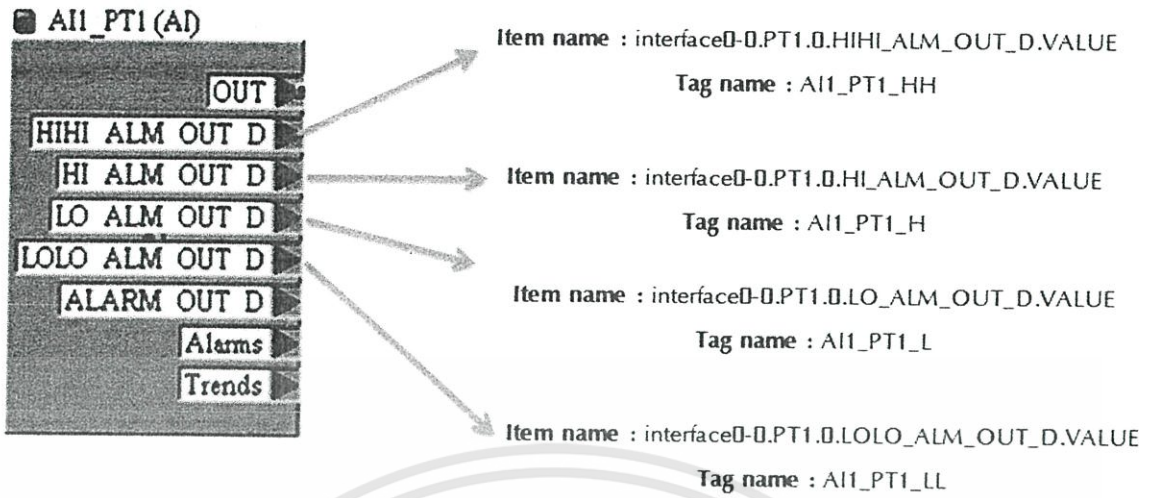 AI1_PT1 (AI)
OUT
HIHI ALM OUT D
HI ALM OUT D
LO ALM OUT D
LOLO ALM OUT D
ALARM OUT D
Alarms
Trends
Item name : interface0-0.PT1.0.HIHI_ALM_OUT_D.VALUE
Tag name : AI1_PT1_HH
Item name : interface0-0.PT1.0.HI_ALM_OUT_D.VALUE
Tag name : AI1_PT1_H
Item name : interface0-0.PT1.0.LO_ALM_OUT_D.VALUE
Tag name : AI1_PT1_L
Item name : interface0-0.PT1.0.LOLO_ALM_OUT_D.VALUE
Tag name : AI1_PT1_LL